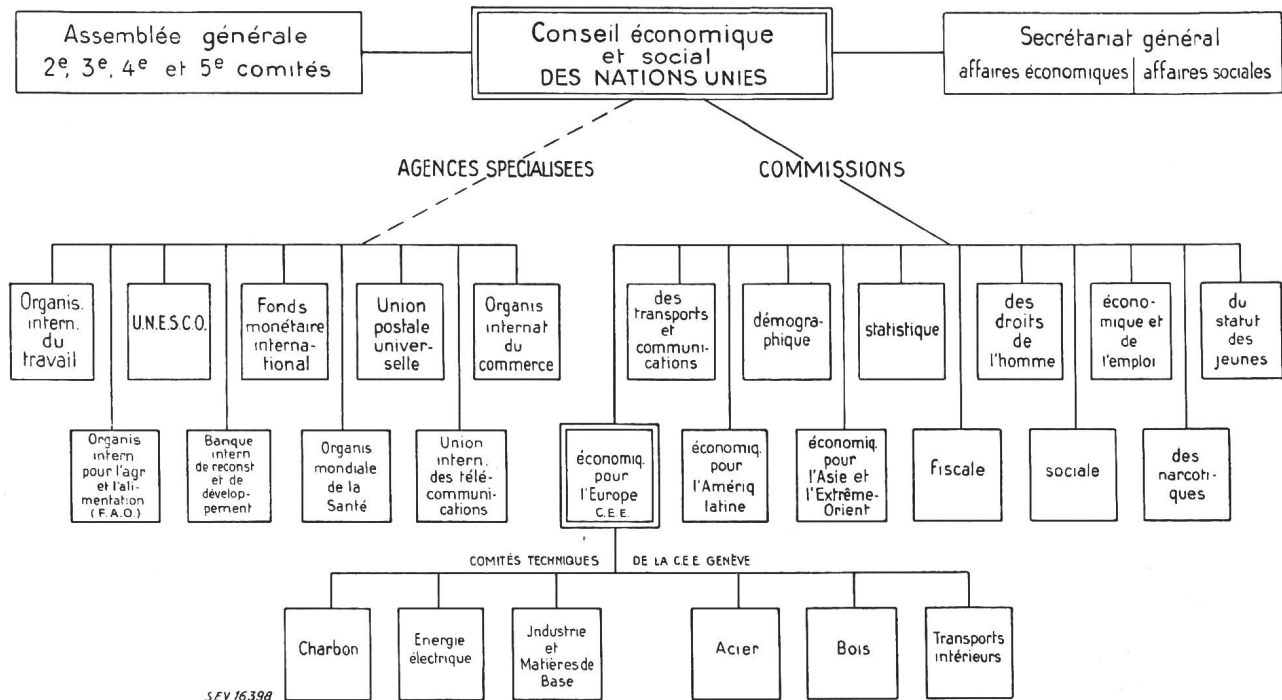 Assemblée générale
2e, 3e, 4e et 5e comités
Conseil économique
et social
DES NATIONS UNIES
Secrétariat général
affaires économiques
affaires sociales
AGENCES SPECIALISEES
COMMISSIONS
Organis.
intern.
du
travail
U.N.E.S.C.O.
Fonds
monétaire
interna-
tional
Union
postale
univer-
selle
Organis
internat
du
commerce
des
transports
et
communi-
cations
démogra-
phique
statistique
des
droits
de
l'homme
écono-
mique et
de
l'emploi
du
statut
des
jeunes
Organis
intern
pour l'agr
et l'ali-
mentation
(F.A.O.)
Banque
intern
de reconst
et de
dévelop-
pement
Organis
mondiale
de la
Santé
Union
intern.
des télé-
communi-
cations
économiq.
pour
l'Europe
C.E.E.
économiq.
pour
l'Amériq
latine
économiq.
pour
l'Asie et
l'Extrême-
Orient
fiscale
sociale
des
narcoti-
ques
COMITÉS TECHNIQUES DE LA C.E.E. GENÈVE
Charbon
Energie
électrique
Industrie
et
Matières de
Base
Acier
Bois
Transports
intérieurs
SEV 16398